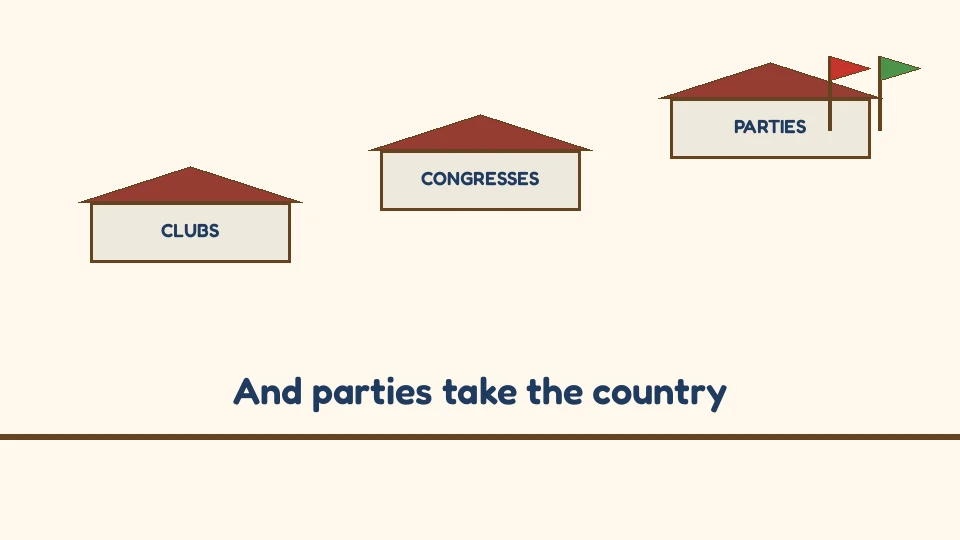 CLUBS
CONGRESSES
PARTIES
And parties take the country